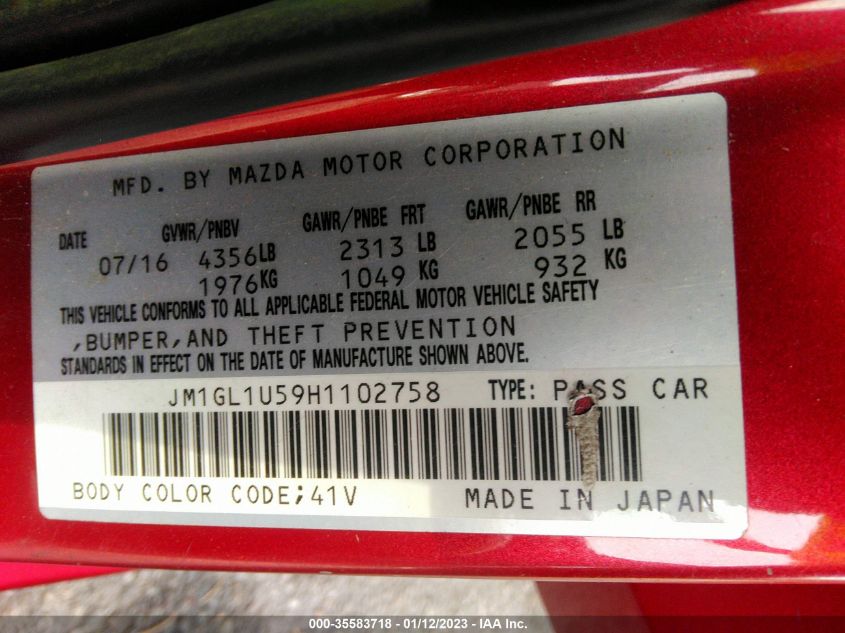 MFD. BY MAZDA MOTOR CORPORATION
DATE GVWR/PNBV GAWR/PNBE FRT GAWR/PNBE RR
07/16 4356LB 2313 LB 2055 LB
1976KG 1049 KG 932 KG
THIS VEHICLE CONFORMS TO ALL APPLICABLE FEDERAL MOTOR VEHICLE SAFETY
,BUMPER,AND THEFT PREVENTION
STANDARDS IN EFFECT ON THE DATE OF MANUFACTURE SHOWN ABOVE.
JM1GL1U59H1102758 TYPE: PASS CAR
BODY COLOR CODE;41V MADE IN JAPAN
000-35583718 - 01/12/2023 - IAA Inc.